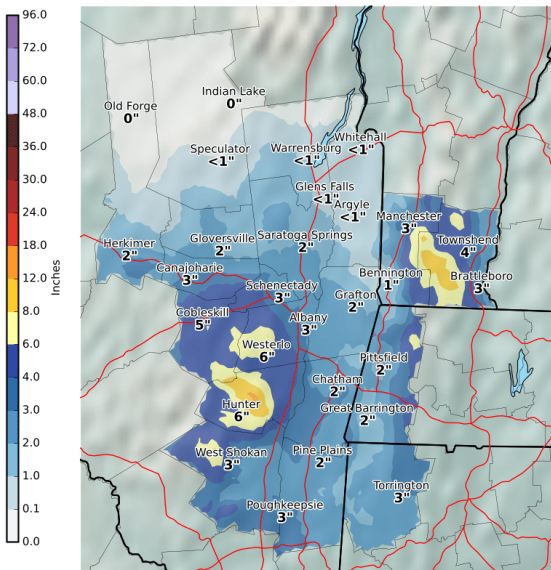 96.0
72.0
60.0
48.0
36.0
30.0
24.0
18.0
12.0
8.0
6.0
4.0
3.0
2.0
1.0
0.1
0.0
Inches
Old Forge
0"
Indian Lake
0"
Speculator
<1"
Warrensburg
<1"
Whitehall
<1"
Glens Falls
<1"
Argyle
<1"
Manchester
3"
Townshend
4"
Herkimer
2"
Gloversville
2"
Saratoga Springs
2"
Canajoharie
3"
Schenectady
3"
Bennington
1"
Brattleboro
3"
Grafton
2"
Cobleskill
5"
Albany
3"
Westerlo
6"
Pittsfield
2"
Chatham
2"
Hunter
6"
Great Barrington
2"
West Shokan
3"
Pine Plains
2"
Torrington
3"
Poughkeepsie
3"